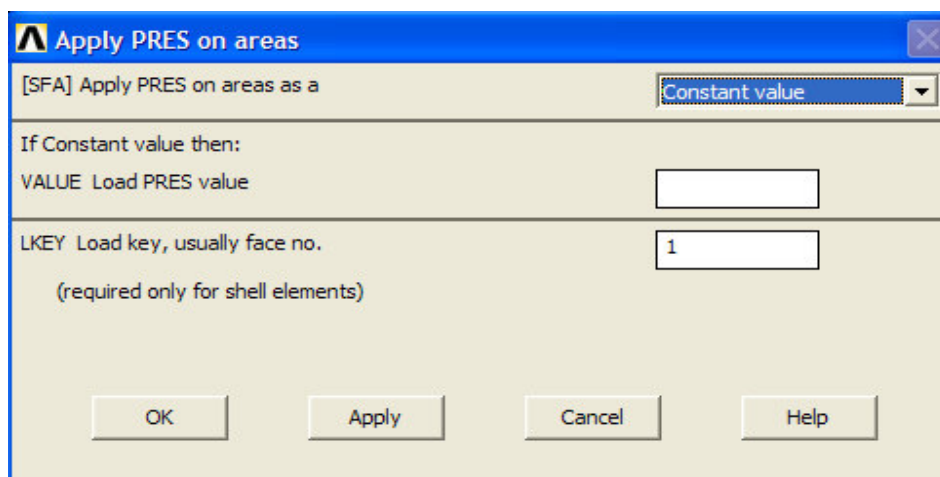 Apply PRES on areas
[SFA] Apply PRES on areas as a Constant value
If Constant value then:
VALUE Load PRES value
LKEY Load key, usually face no. 1
(required only for shell elements)
OK Apply Cancel Help